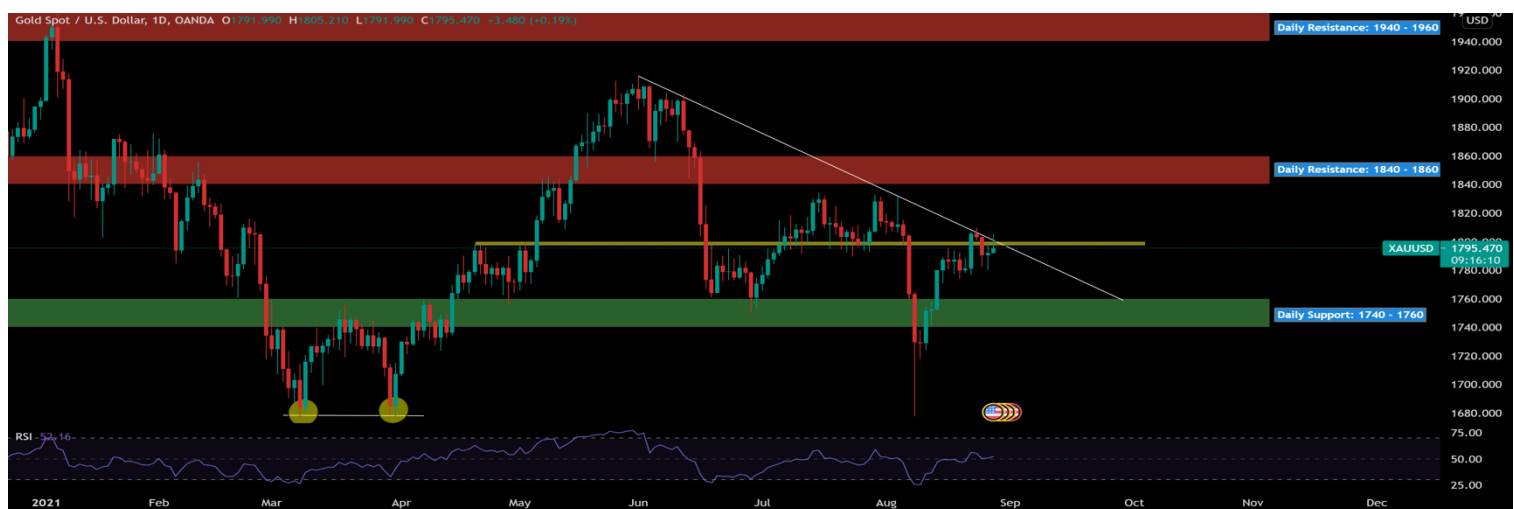 Gold Spot / U.S. Dollar, 1D, OANDA O1791.990 H1805.210 L1791.990 C1795.470 +3.480 (+0.19%)
USD
Daily Resistance: 1940 - 1960
1940.000
1920.000
1900.000
1880.000
1860.000
Daily Resistance: 1840 - 1860
1840.000
1820.000
XAUUSD 1795.470
09:16:10
1780.000
1760.000
Daily Support: 1740 - 1760
1740.000
1720.000
1700.000
1680.000
RSI 52.16
75.00
50.00
25.00
2021 Feb Mar Apr May Jun Jul Aug Sep Oct Nov Dec